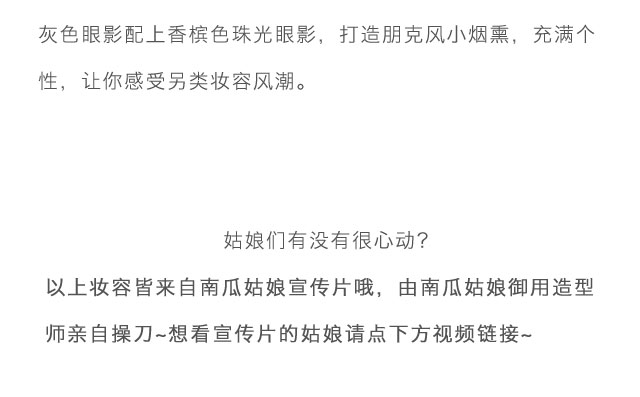 灰色眼影配上香槟色珠光眼影，打造朋克风小烟熏，充满个
性，让你感受另类妆容风潮。
姑娘们有没有很心动？
以上妆容皆来自南瓜姑娘宣传片哦，由南瓜姑娘御用造型
师亲自操刀~想看宣传片的姑娘请点下方视频链接~